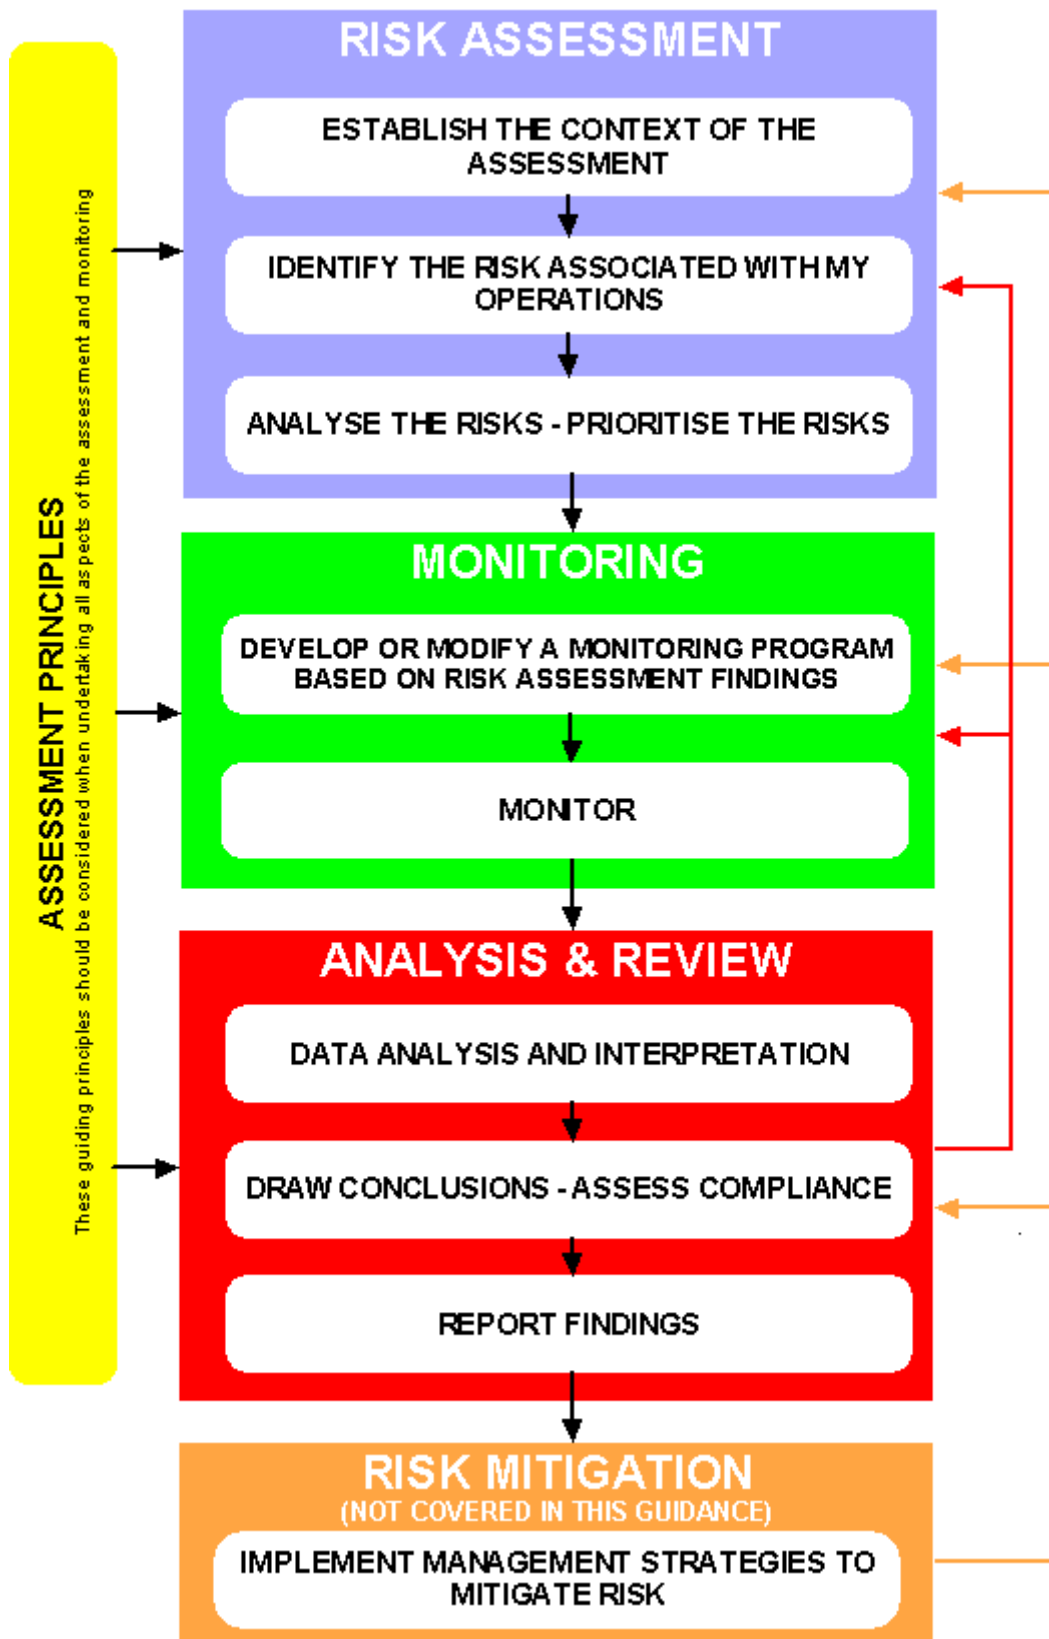 RISK ASSESSMENT
ESTABLISH THE CONTEXT OF THE
ASSESSMENT
IDENTIFY THE RISK ASSOCIATED WITH MY
OPERATIONS
ANALYSE THE RISKS - PRIORITISE THE RISKS
ASSESSMENT PRINCIPLES
These guiding principles should be considered when undertaking all aspects of the assessment and monitoring
MONITORING
DEVELOP OR MODIFY A MONITORING PROGRAM
BASED ON RISK ASSESSMENT FINDINGS
MONITOR
ANALYSIS & REVIEW
DATA ANALYSIS AND INTERPRETATION
DRAW CONCLUSIONS - ASSESS COMPLIANCE
REPORT FINDINGS
RISK MITIGATION
(NOT COVERED IN THIS GUIDANCE)
IMPLEMENT MANAGEMENT STRATEGIES TO
MITIGATE RISK